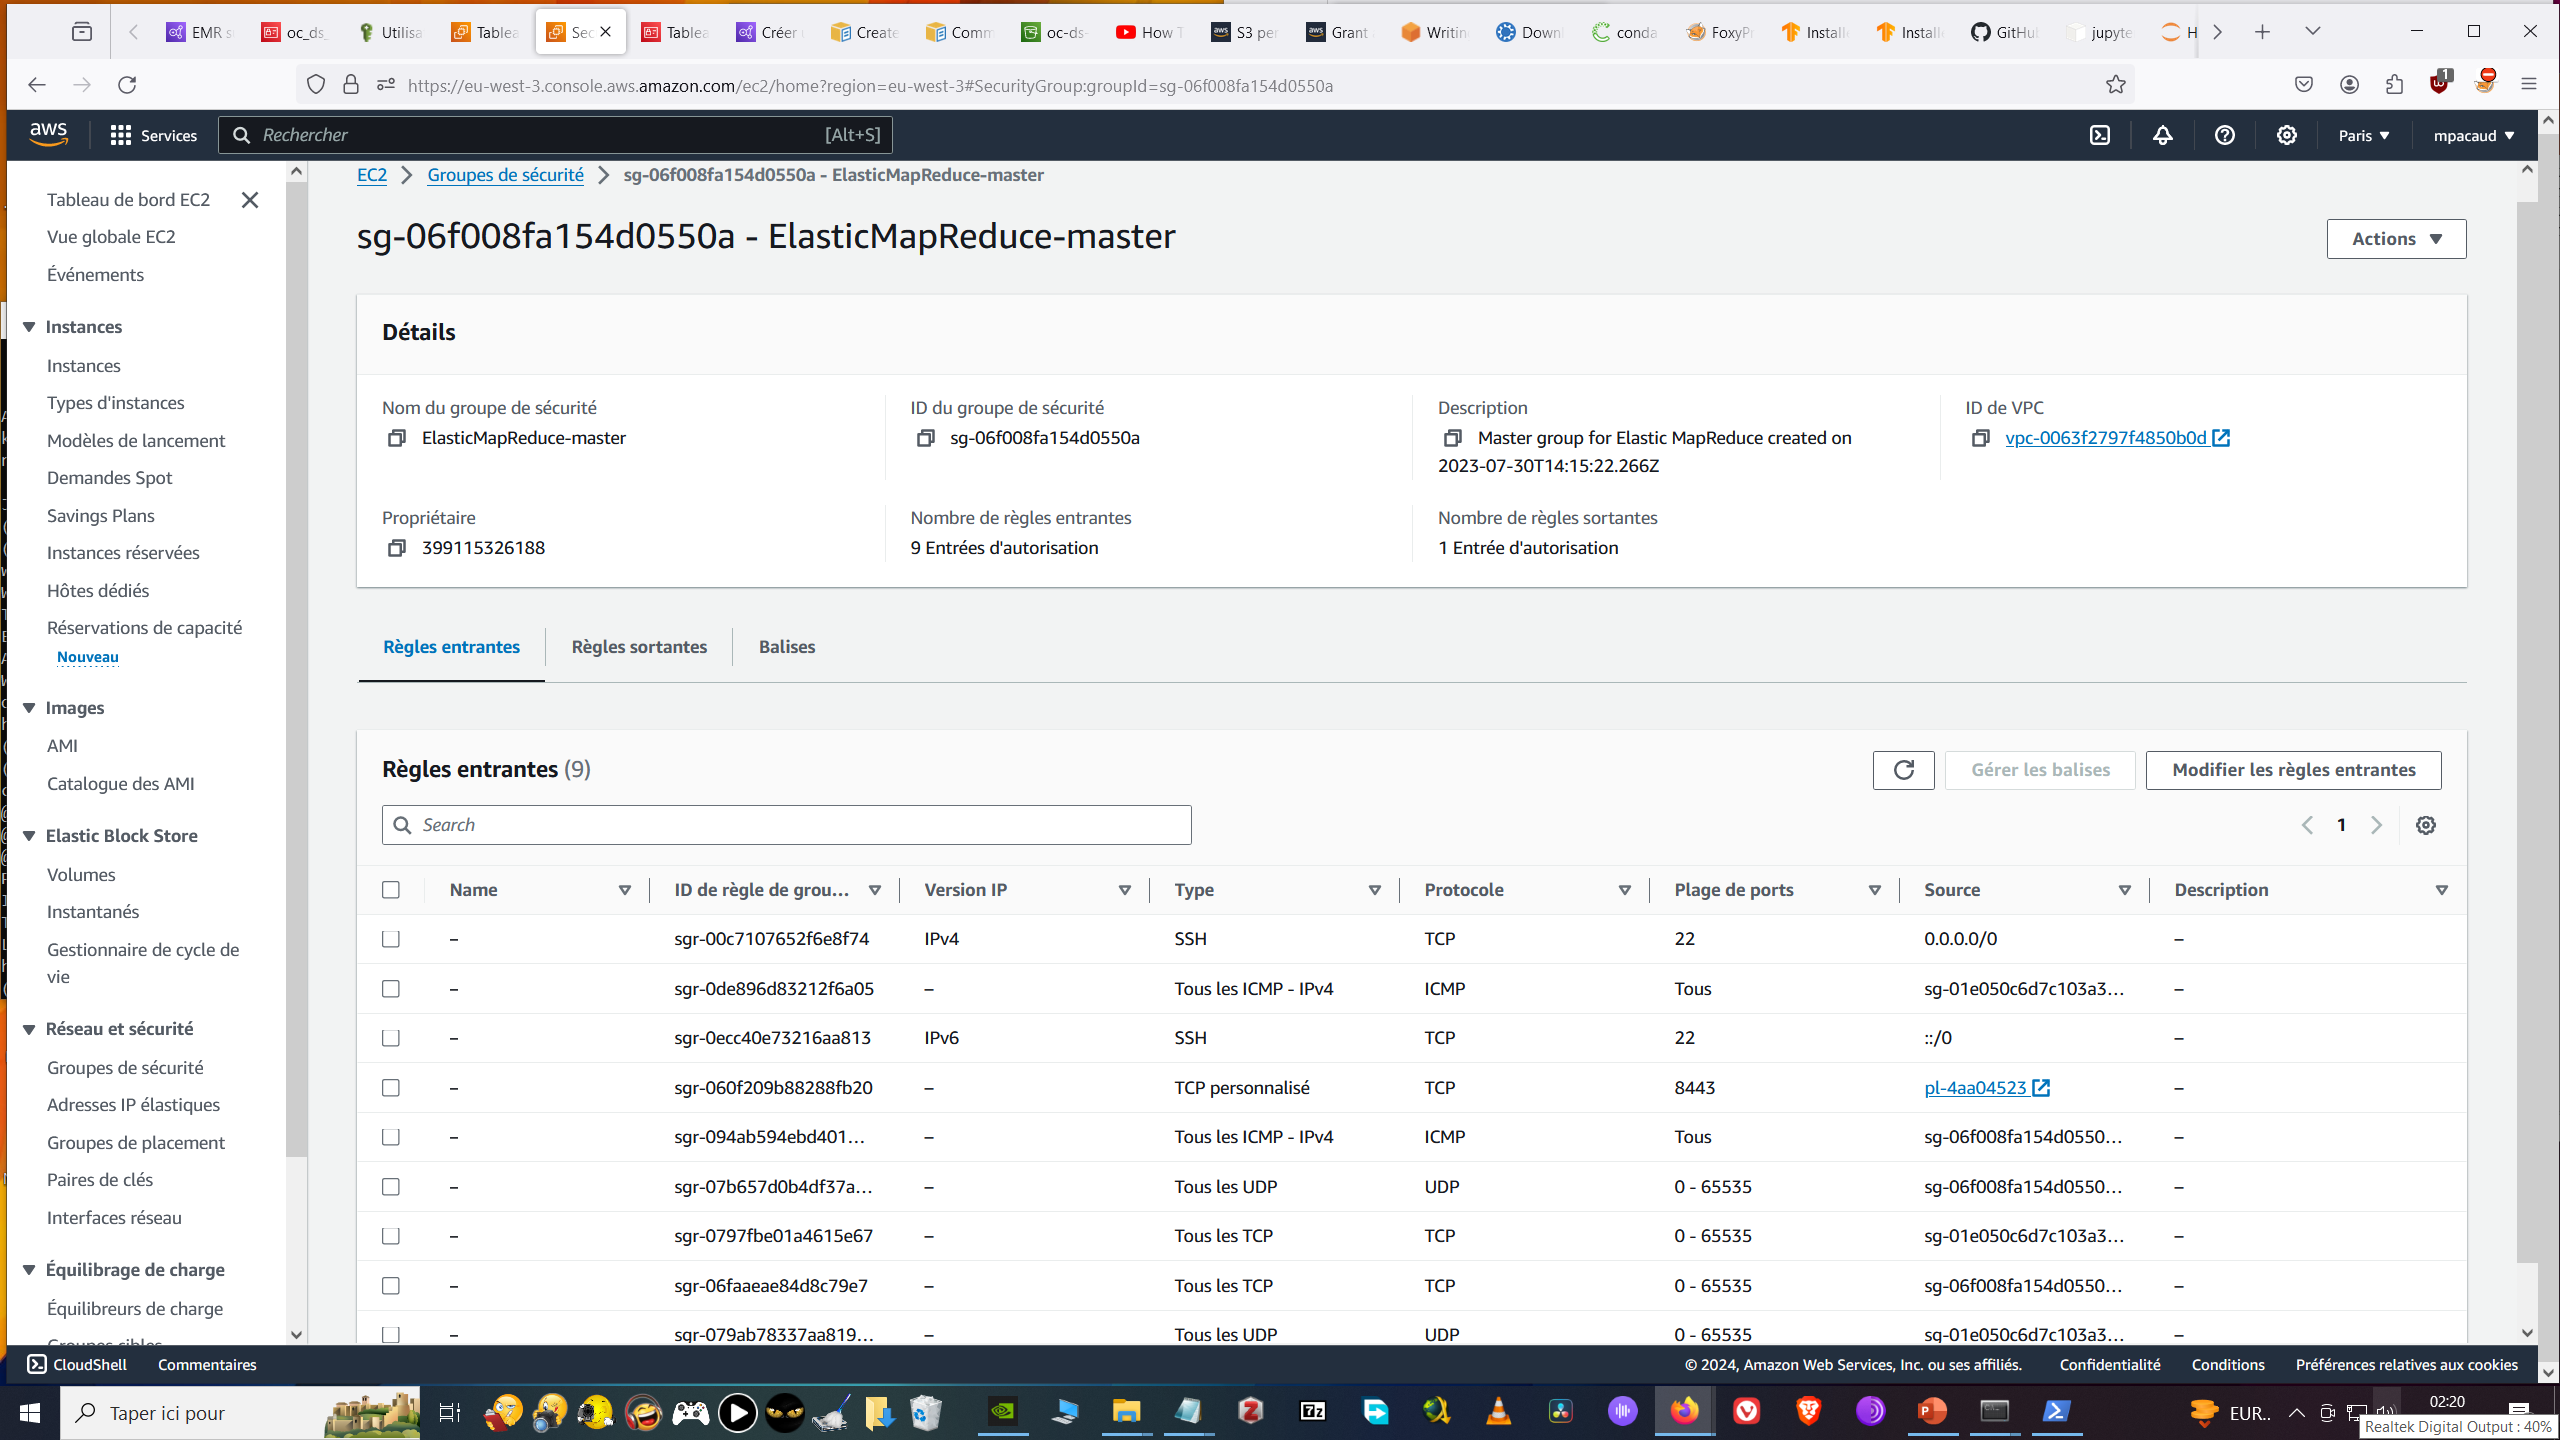 EMR s
oc_ds_
Utilisa
Tablea
Sec
Tablea
Créer
Create
Comm
oc-ds-
How T
S3 per
Grant
Writin
Down
conda
FoxyPr
Installe
Installe
GitHu
jupyte
H
https://eu-west-3.console.aws.amazon.com/ec2/home?region=eu-west-3#SecurityGroup:groupId=sg-06f008fa154d0550a
1
aws
Services
Rechercher
[Alt+S]
Paris
mpacaud
Tableau de bord EC2
Vue globale EC2
Événements
Instances
Instances
Types d'instances
Modèles de lancement
Demandes Spot
Savings Plans
Instances réservées
Hôtes dédiés
Réservations de capacité
Nouveau
Images
AMI
Catalogue des AMI
Elastic Block Store
Volumes
Instantanés
Gestionnaire de cycle de
vie
Réseau et sécurité
Groupes de sécurité
Adresses IP élastiques
Groupes de placement
Paires de clés
Interfaces réseau
Équilibrage de charge
Équilibreurs de charge
Groupes cibles
EC2 > Groupes de sécurité > sg-06f008fa154d0550a - ElasticMapReduce-master
sg-06f008fa154d0550a - ElasticMapReduce-master
Actions
Détails
Nom du groupe de sécurité
ElasticMapReduce-master
ID du groupe de sécurité
sg-06f008fa154d0550a
Description
Master group for Elastic MapReduce created on
2023-07-30T14:15:22.266Z
ID de VPC
vpc-0063f2797f4850b0d
Propriétaire
399115326188
Nombre de règles entrantes
9 Entrées d'autorisation
Nombre de règles sortantes
1 Entrée d'autorisation
Règles entrantes
Règles sortantes
Balises
Règles entrantes (9)
Gérer les balises
Modifier les règles entrantes
Search
1
Name ID de règle de grou... Version IP Type Protocole Plage de ports Source Description
– sgr-00c7107652f6e8f74 IPv4 SSH TCP 22 0.0.0.0/0 –
– sgr-0de896d83212f6a05 – Tous les ICMP - IPv4 ICMP Tous sg-01e050c6d7c103a3... –
– sgr-0ecc40e73216aa813 IPv6 SSH TCP 22 ::/0 –
– sgr-060f209b88288fb20 – TCP personnalisé TCP 8443 pl-4aa04523 –
– sgr-094ab594ebd401... – Tous les ICMP - IPv4 ICMP Tous sg-06f008fa154d0550... –
– sgr-07b657d0b4df37a... – Tous les UDP UDP 0 - 65535 sg-06f008fa154d0550... –
– sgr-0797fbe01a4615e67 – Tous les TCP TCP 0 - 65535 sg-01e050c6d7c103a3... –
– sgr-06faaeae84d8c79e7 – Tous les TCP TCP 0 - 65535 sg-06f008fa154d0550... –
– sgr-079ab78337aa819... – Tous les UDP UDP 0 - 65535 sg-01e050c6d7c103a3... –
CloudShell
Commentaires
© 2024, Amazon Web Services, Inc. ou ses affiliés.
Confidentialité
Conditions
Préférences relatives aux cookies
Taper ici pour
7z
EUR..
02:20
Realtek Digital Output : 40%